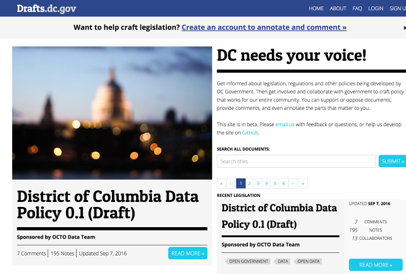 Drafts.dc.gov
HOME ABOUT FAQ LOGIN SIGN U
Want to help craft legislation? Create an account to annotate and comment »
District of Columbia Data
Policy 0.1 (Draft)
Sponsored by OCTO Data Team
7 Comments | 195 Notes | Updated Sep 7, 2016
READ MORE »
DC needs your voice!
Get informed about legislation, regulations and other policies being developed by
DC Government. Then get involved and collaborate with government to craft policy
that works for our entire community. You can support or oppose documents,
provide comments, and even annotate the parts that matter to you.
This site is in beta. Please email us with feedback or questions, or help us develop
the site on GitHub.
SEARCH ALL DOCUMENTS:
Search titles
SUBMIT »
« ‹ 1 2 3 4 5 6 › »
RECENT LEGISLATION
District of Columbia Data
Policy 0.1 (Draft)
Sponsored by OCTO Data Team
OPEN GOVERNMENT DATA OPEN DATA
UPDATED SEP 7, 2016
7 COMMENTS
195 NOTES
13 COLLABORATORS
READ MORE »